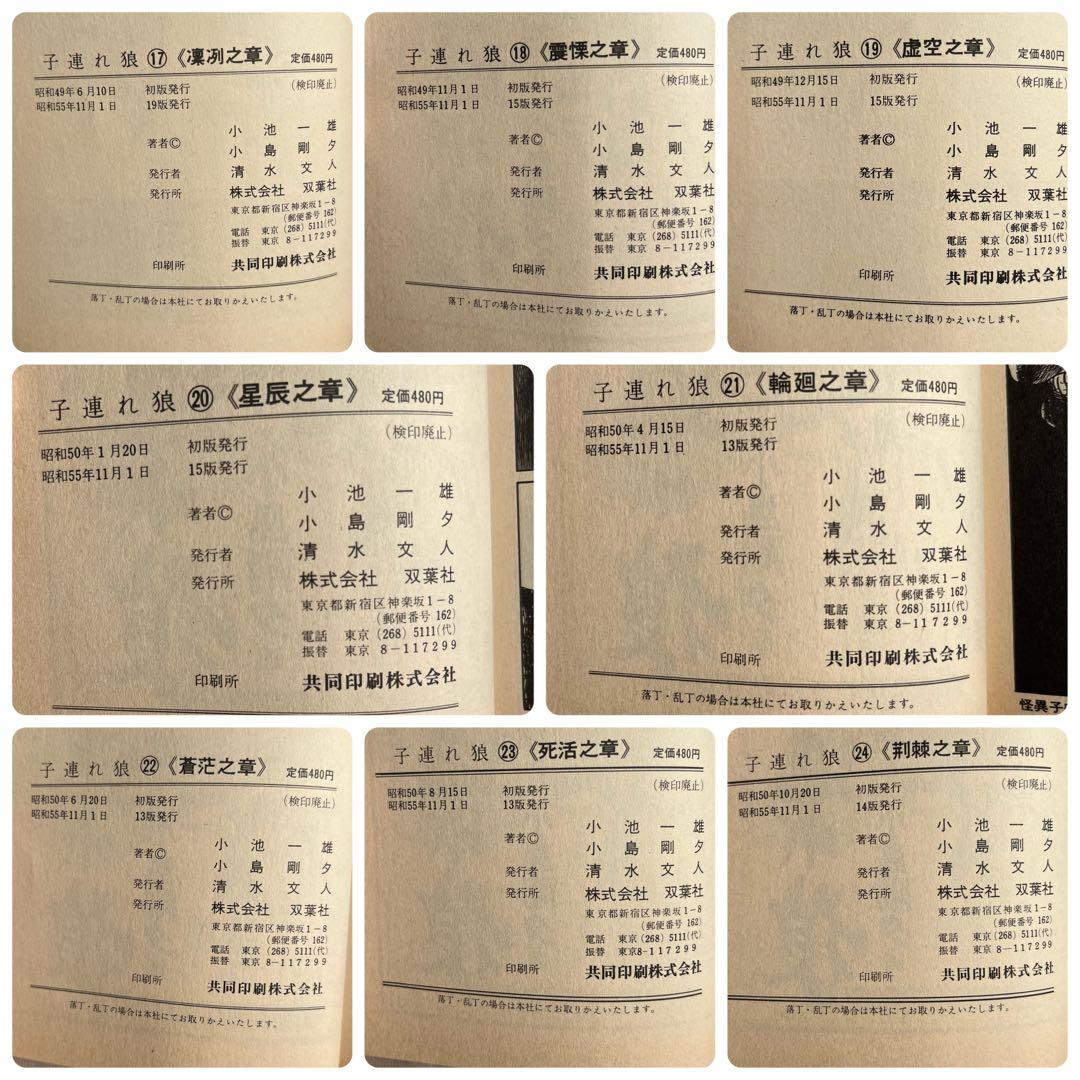 子連れ狼 ⑰《凜冽之章》 定価480円
(検印廃止)
昭和49年6月10日 初版発行
昭和55年11月1日 19版発行
著者© 小池一雄
小島剛夕
発行者 清水文人
発行所 株式会社 双葉社
東京都新宿区神楽坂1−8
(郵便番号 162)
電話 東京 (268) 5111(代)
振替 東京 8−117299
印刷所 共同印刷株式会社
落丁・乱丁の場合は本社にてお取りかえいたします。
子連れ狼 ⑱《震慄之章》 定価480円
(検印廃止)
昭和49年11月1日 初版発行
昭和55年11月1日 15版発行
著者© 小池一雄
小島剛夕
発行者 清水文人
発行所 株式会社 双葉社
東京都新宿区神楽坂1−8
(郵便番号 162)
電話 東京 (268) 5111(代)
振替 東京 8−117299
印刷所 共同印刷株式会社
落丁・乱丁の場合は本社にてお取りかえいたします。
子連れ狼 ⑲《虚空之章》 定価480円
(検印廃止)
昭和49年12月15日 初版発行
昭和55年11月1日 15版発行
著者© 小池一雄
小島剛夕
発行者 清水文人
発行所 株式会社 双葉社
東京都新宿区神楽坂1−8
(郵便番号 162)
電話 東京 (268) 5111(代)
振替 東京 8−117299
印刷所 共同印刷株式会社
落丁・乱丁の場合は本社にてお取りかえいたします。
子連れ狼 ⑳《星辰之章》 定価480円
(検印廃止)
昭和50年1月20日 初版発行
昭和55年11月1日 15版発行
著者© 小池一雄
小島剛夕
発行者 清水文人
発行所 株式会社 双葉社
東京都新宿区神楽坂1−8
(郵便番号 162)
電話 東京 (268) 5111(代)
振替 東京 8−117299
印刷所 共同印刷株式会社
子連れ狼 ㉑《輪廻之章》 定価480円
(検印廃止)
昭和50年4月15日 初版発行
昭和55年11月1日 13版発行
著者© 小池一雄
小島剛夕
発行者 清水文人
発行所 株式会社 双葉社
東京都新宿区神楽坂1−8
(郵便番号 162)
電話 東京 (268) 5111(代)
振替 東京 8−117299
印刷所 共同印刷株式会社
落丁・乱丁の場合は本社にてお取りかえいたします。
怪異子
子連れ狼 ㉒《蒼茫之章》 定価480円
(検印廃止)
昭和50年6月20日 初版発行
昭和55年11月1日 13版発行
著者© 小池一雄
小島剛夕
発行者 清水文人
発行所 株式会社 双葉社
東京都新宿区神楽坂1−8
(郵便番号 162)
電話 東京 (268) 5111(代)
振替 東京 8−117299
印刷所 共同印刷株式会社
落丁・乱丁の場合は本社にてお取りかえいたします。
子連れ狼 ㉓《死活之章》 定価480円
(検印廃止)
昭和50年8月15日 初版発行
昭和55年11月1日 13版発行
著者© 小池一雄
小島剛夕
発行者 清水文人
発行所 株式会社 双葉社
東京都新宿区神楽坂1−8
(郵便番号 162)
電話 東京(268) 5111(代)
振替 東京8−117299
印刷所 共同印刷株式会社
落丁・乱丁の場合は本社にてお取りかえいたします。
子連れ狼 ㉔《荊棘之章》 定価480円
(検印廃止)
昭和50年10月20日 初版発行
昭和55年11月1日 14版発行
著者© 小池一雄
小島剛夕
発行者 清水文人
発行所 株式会社 双葉社
東京都新宿区神楽坂1−8
(郵便番号 162)
電話 東京 (268) 5111(代)
振替 東京 8−117299
印刷所 共同印刷株式会社
落丁・乱丁の場合は本社にてお取りかえいたします。